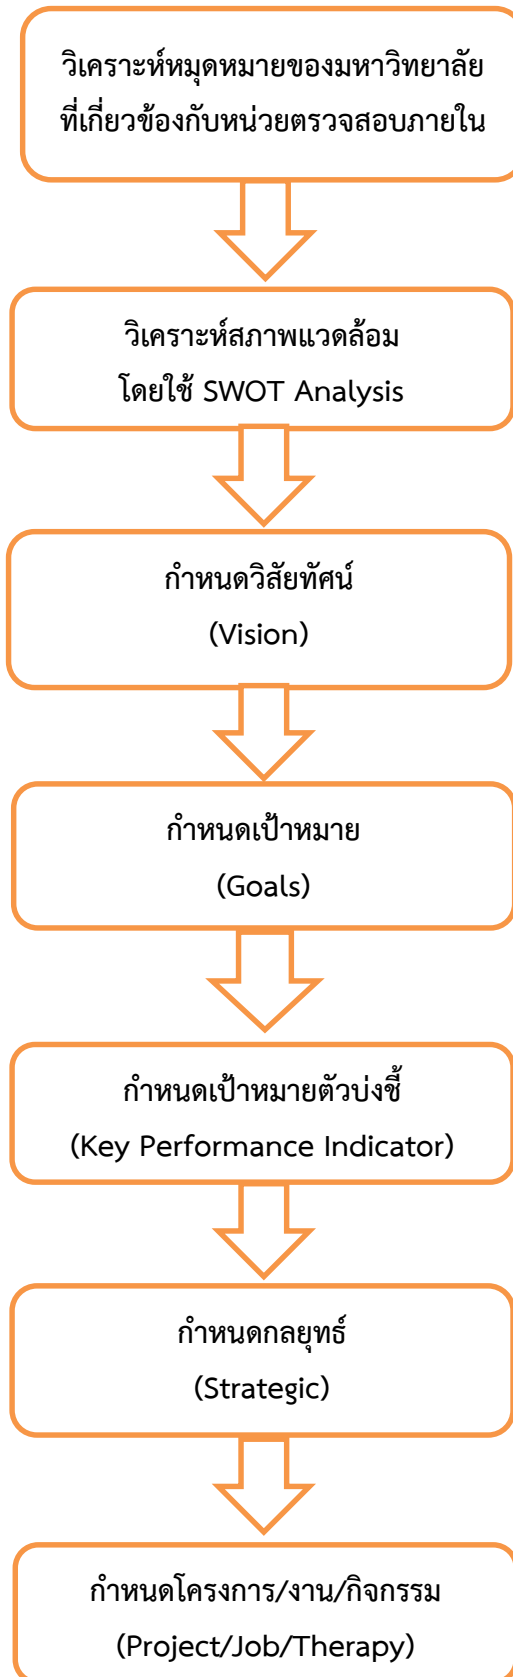 วิเคราะห์หมุดหมายของมหาวิทยาลัย
ที่เกี่ยวข้องกับหน่วยตรวจสอบภายใน
วิเคราะห์สภาพแวดล้อม
โดยใช้ SWOT Analysis
กำหนดวิสัยทัศน์
(Vision)
กำหนดเป้าหมาย
(Goals)
กำหนดเป้าหมายตัวบ่งชี้
(Key Performance Indicator)
กำหนดกลยุทธ์
(Strategic)
กำหนดโครงการ/งาน/กิจกรรม
(Project/Job/Therapy)